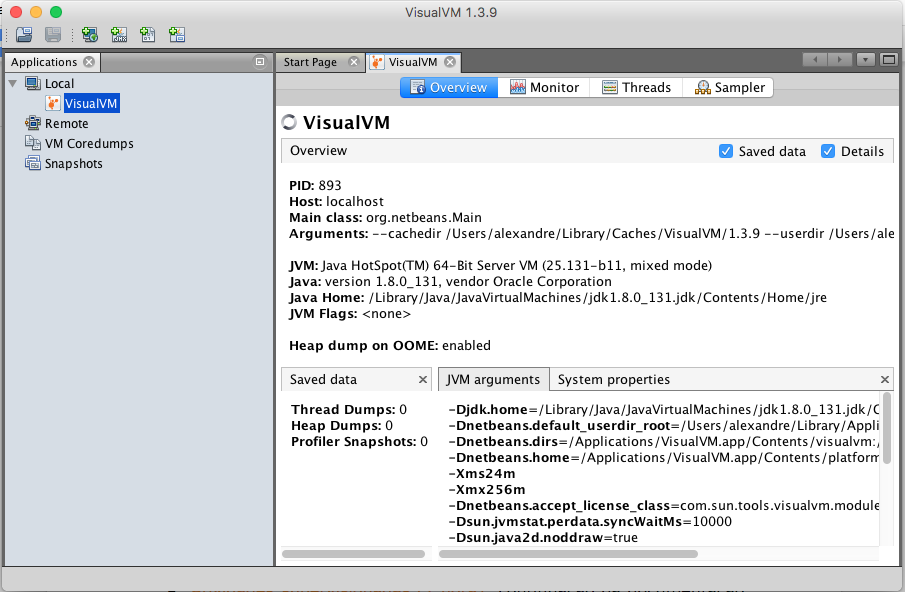 VisualVM 1.3.9
Applications
Start Page
VisualVM
Local
VisualVM
Remote
VM Coredumps
Snapshots
Overview
Monitor
Threads
Sampler
VisualVM
Overview
Saved data
Details
PID: 893
Host: localhost
Main class: org.netbeans.Main
Arguments: --cachedir /Users/alexandre/Library/Caches/VisualVM/1.3.9 --userdir /Users/ale
JVM: Java HotSpot(TM) 64-Bit Server VM (25.131-b11, mixed mode)
Java: version 1.8.0_131, vendor Oracle Corporation
Java Home: /Library/Java/JavaVirtualMachines/jdk1.8.0_131.jdk/Contents/Home/jre
JVM Flags: <none>
Heap dump on OOME: enabled
Saved data
Thread Dumps: 0
Heap Dumps: 0
Profiler Snapshots: 0
JVM arguments
System properties
-Djdk.home=/Library/Java/JavaVirtualMachines/jdk1.8.0_131.jdk/C
-Dnetbeans.default_userdir_root=/Users/alexandre/Library/Appli
-Dnetbeans.dirs=/Applications/VisualVM.app/Contents/visualvm:/
-Dnetbeans.home=/Applications/VisualVM.app/Contents/platform
-Xms24m
-Xmx256m
-Dnetbeans.accept_license_class=com.sun.tools.visualvm.module
-Dsun.jvmstat.perdata.syncWaitMs=10000
-Dsun.java2d.noddraw=true